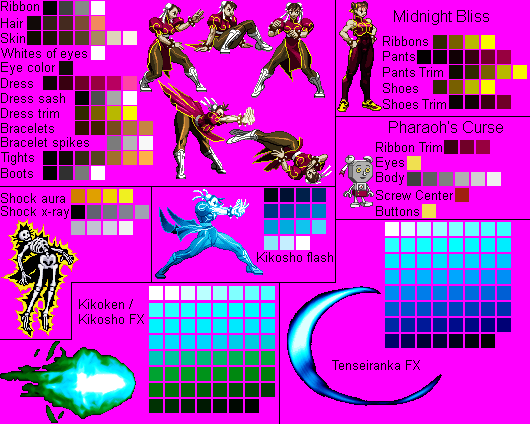 Ribbon
Hair
Skin
Whites of eyes
Eye color
Dress
Dress sash
Dress trim
Bracelets
Bracelet spikes
Tights
Boots
Midnight Bliss
Ribbons
Pants
Pants Trim
Shoes
Shoes Trim
Pharaoh's Curse
Ribbon Trim
Eyes
Body
Screw Center
Buttons
Shock aura
Shock x-ray
Kikosho flash
Kikoken /
Kikosho FX
Tenseiranka FX